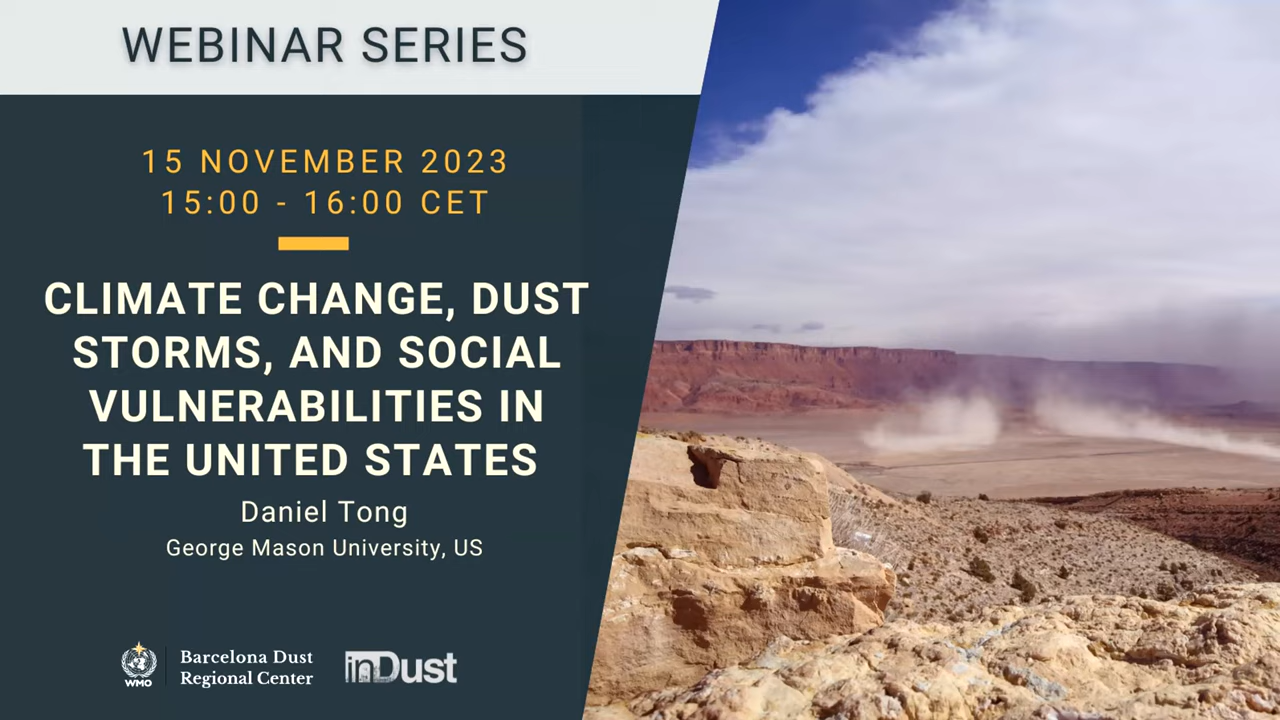 WEBINAR SERIES
15 NOVEMBER 2023
15:00 - 16:00 CET
CLIMATE CHANGE, DUST
STORMS, AND SOCIAL
VULNERABILITIES IN
THE UNITED STATES
Daniel Tong
George Mason University, US
WMO
Barcelona Dust
Regional Center
inDust